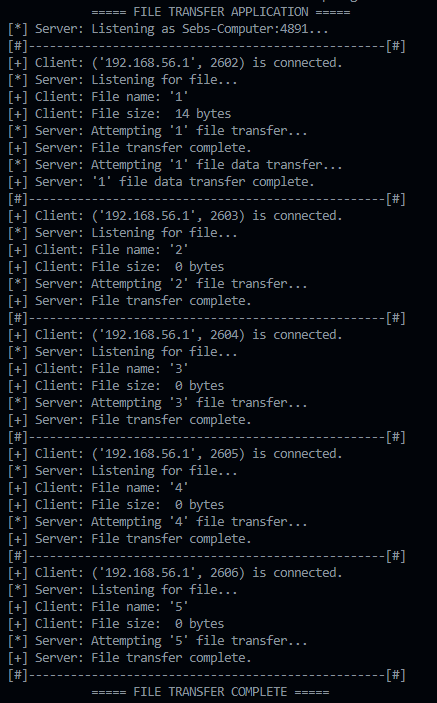 ===== FILE TRANSFER APPLICATION =====
[*] Server: Listening as Sebs-Computer:4891...
[#]----------------------------------------------------[#]
[+] Client: ('192.168.56.1', 2602) is connected.
[*] Server: Listening for file...
[+] Client: File name: '1'
[+] Client: File size:  14 bytes
[*] Server: Attempting '1' file transfer...
[+] Server: File transfer complete.
[*] Server: Attempting '1' file data transfer...
[+] Server: '1' file data transfer complete.
[#]----------------------------------------------------[#]
[+] Client: ('192.168.56.1', 2603) is connected.
[*] Server: Listening for file...
[+] Client: File name: '2'
[+] Client: File size:  0 bytes
[*] Server: Attempting '2' file transfer...
[+] Server: File transfer complete.
[#]----------------------------------------------------[#]
[+] Client: ('192.168.56.1', 2604) is connected.
[*] Server: Listening for file...
[+] Client: File name: '3'
[+] Client: File size:  0 bytes
[*] Server: Attempting '3' file transfer...
[+] Server: File transfer complete.
[#]----------------------------------------------------[#]
[+] Client: ('192.168.56.1', 2605) is connected.
[*] Server: Listening for file...
[+] Client: File name: '4'
[+] Client: File size:  0 bytes
[*] Server: Attempting '4' file transfer...
[+] Server: File transfer complete.
[#]----------------------------------------------------[#]
[+] Client: ('192.168.56.1', 2606) is connected.
[*] Server: Listening for file...
[+] Client: File name: '5'
[+] Client: File size:  0 bytes
[*] Server: Attempting '5' file transfer...
[+] Server: File transfer complete.
[#]----------------------------------------------------[#]
===== FILE TRANSFER COMPLETE =====